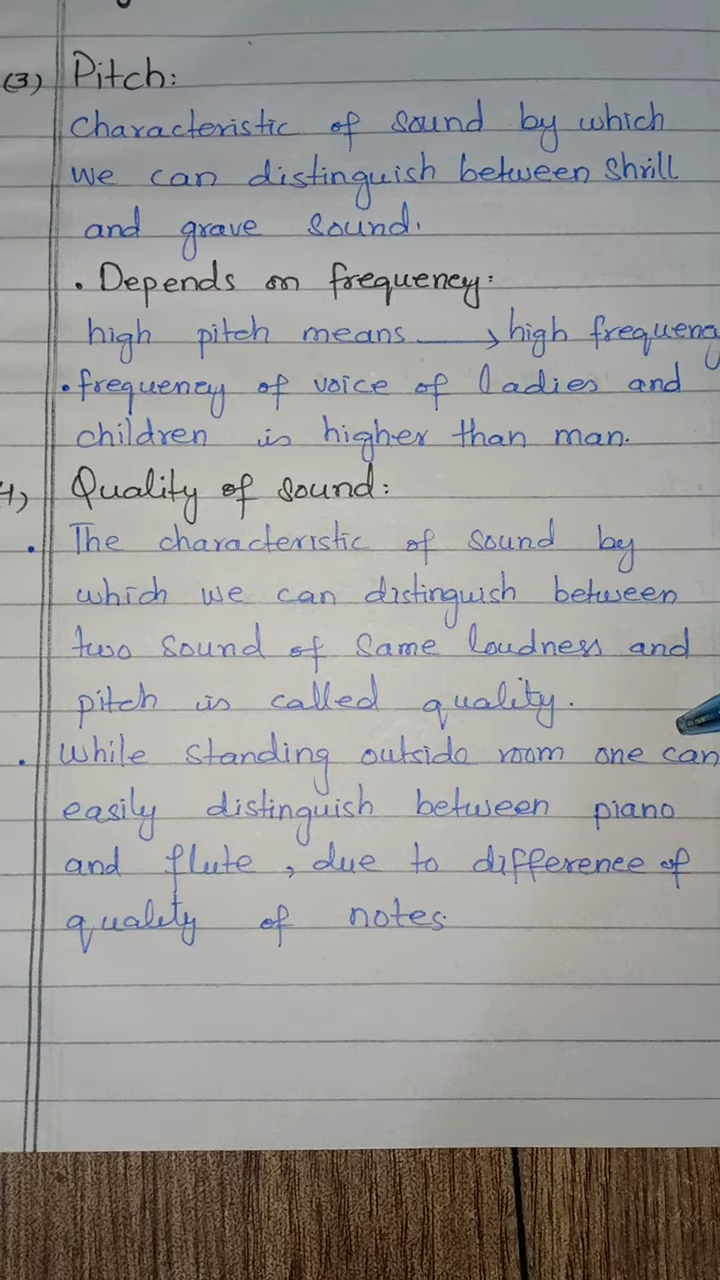 (3) Pitch:
Characteristic of sound by which
we can distinguish between shrill
and grave sound.
• Depends on frequency:
high pitch means → high frequency
• frequency of voice of ladies and
children is higher than man.
4) Quality of sound:
• The characteristic of sound by
which we can distinguish between
two sound of same loudness and
pitch is called quality.
• While standing outside room one can
easily distinguish between piano
and flute, due to difference of
quality of notes.